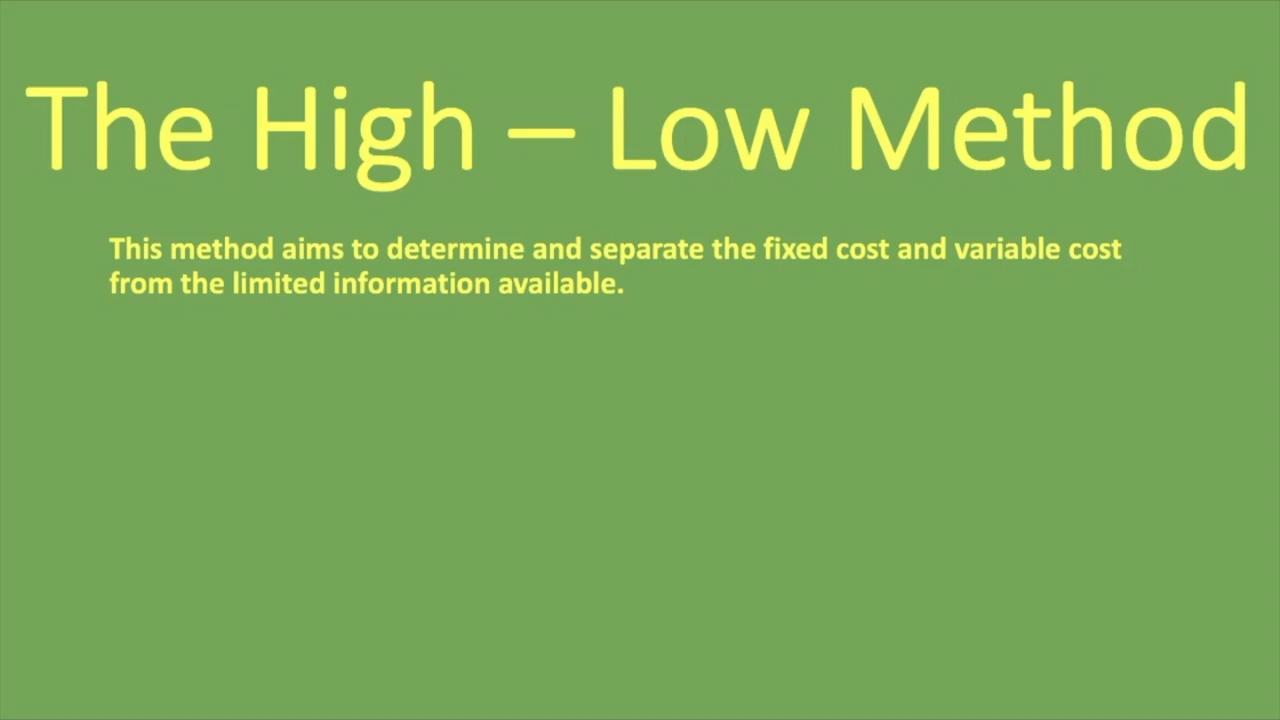 The High – Low Method
This method aims to determine and separate the fixed cost and variable cost
from the limited information available.